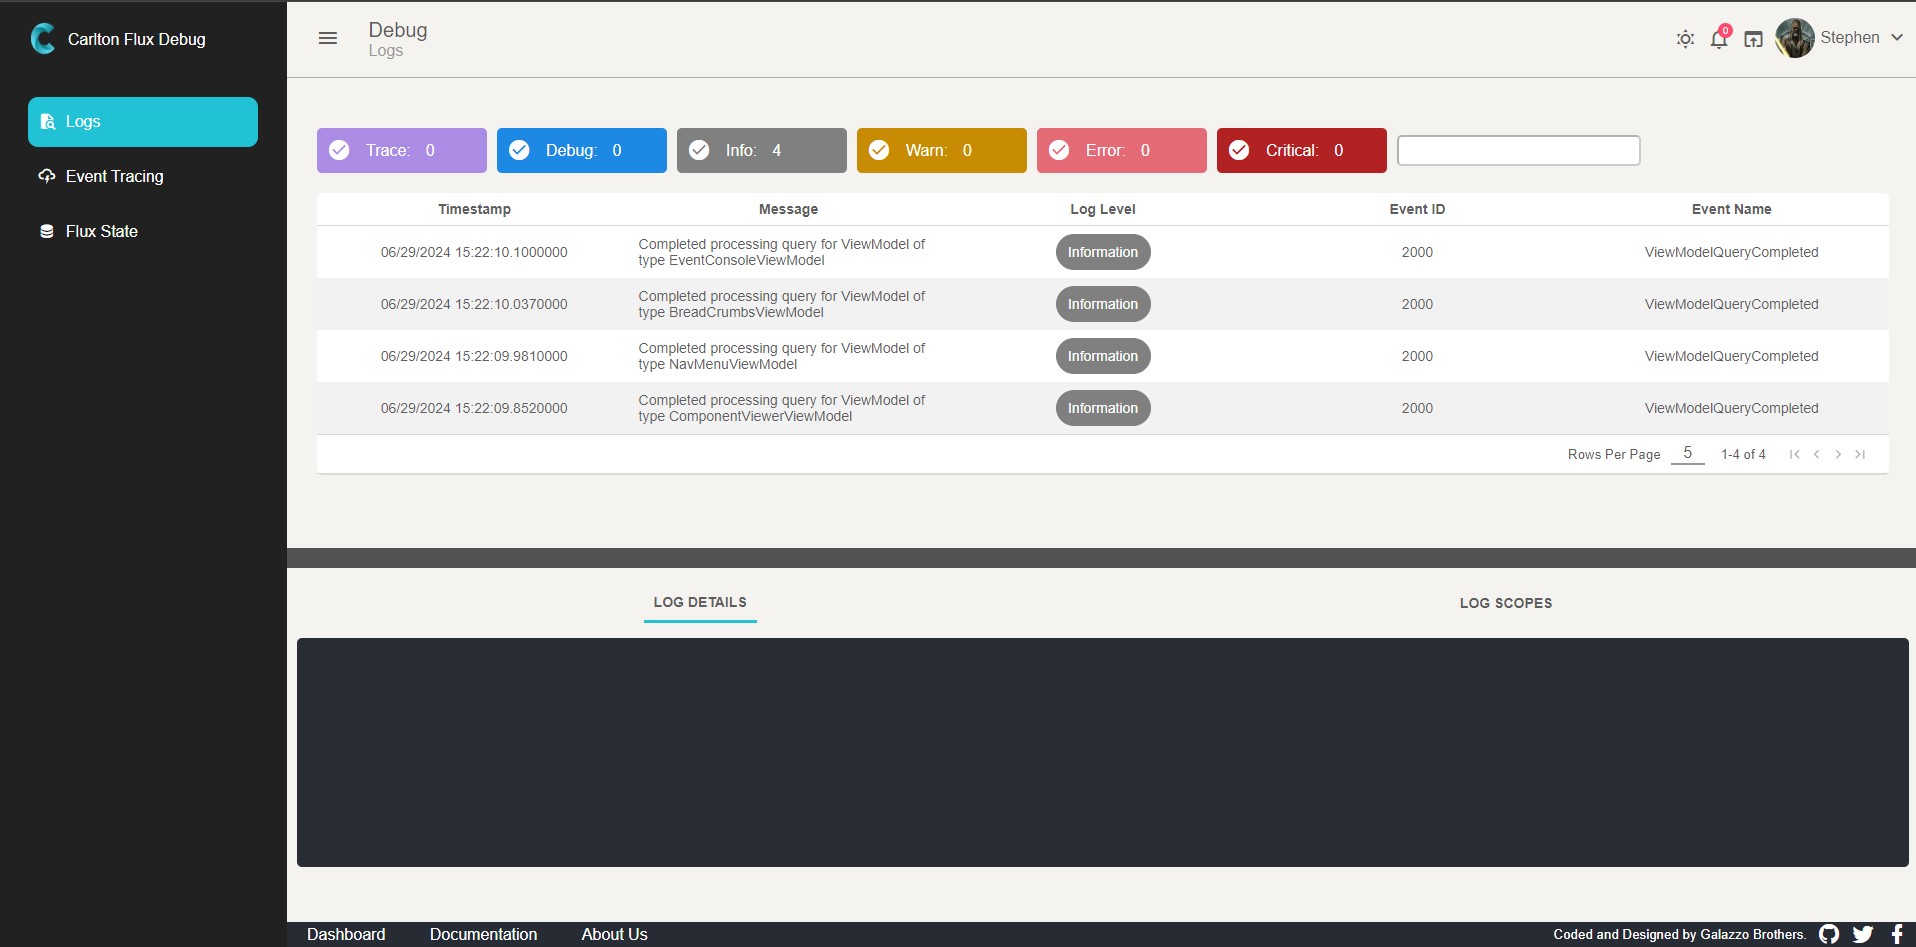 Carlton Flux Debug
Logs
Event Tracing
Flux State
Debug
Logs
0
Stephen
Trace: 0
Debug: 0
Info: 4
Warn: 0
Error: 0
Critical: 0
Timestamp Message Log Level Event ID Event Name
06/29/2024 15:22:10.1000000 Completed processing query for ViewModel of
type EventConsoleViewModel Information 2000 ViewModelQueryCompleted
06/29/2024 15:22:10.0370000 Completed processing query for ViewModel of
type BreadCrumbsViewModel Information 2000 ViewModelQueryCompleted
06/29/2024 15:22:09.9810000 Completed processing query for ViewModel of
type NavMenuViewModel Information 2000 ViewModelQueryCompleted
06/29/2024 15:22:09.8520000 Completed processing query for ViewModel of
type ComponentViewerViewModel Information 2000 ViewModelQueryCompleted
Rows Per Page 5 1-4 of 4
LOG DETAILS
LOG SCOPES
Dashboard Documentation About Us
Coded and Designed by Galazzo Brothers.